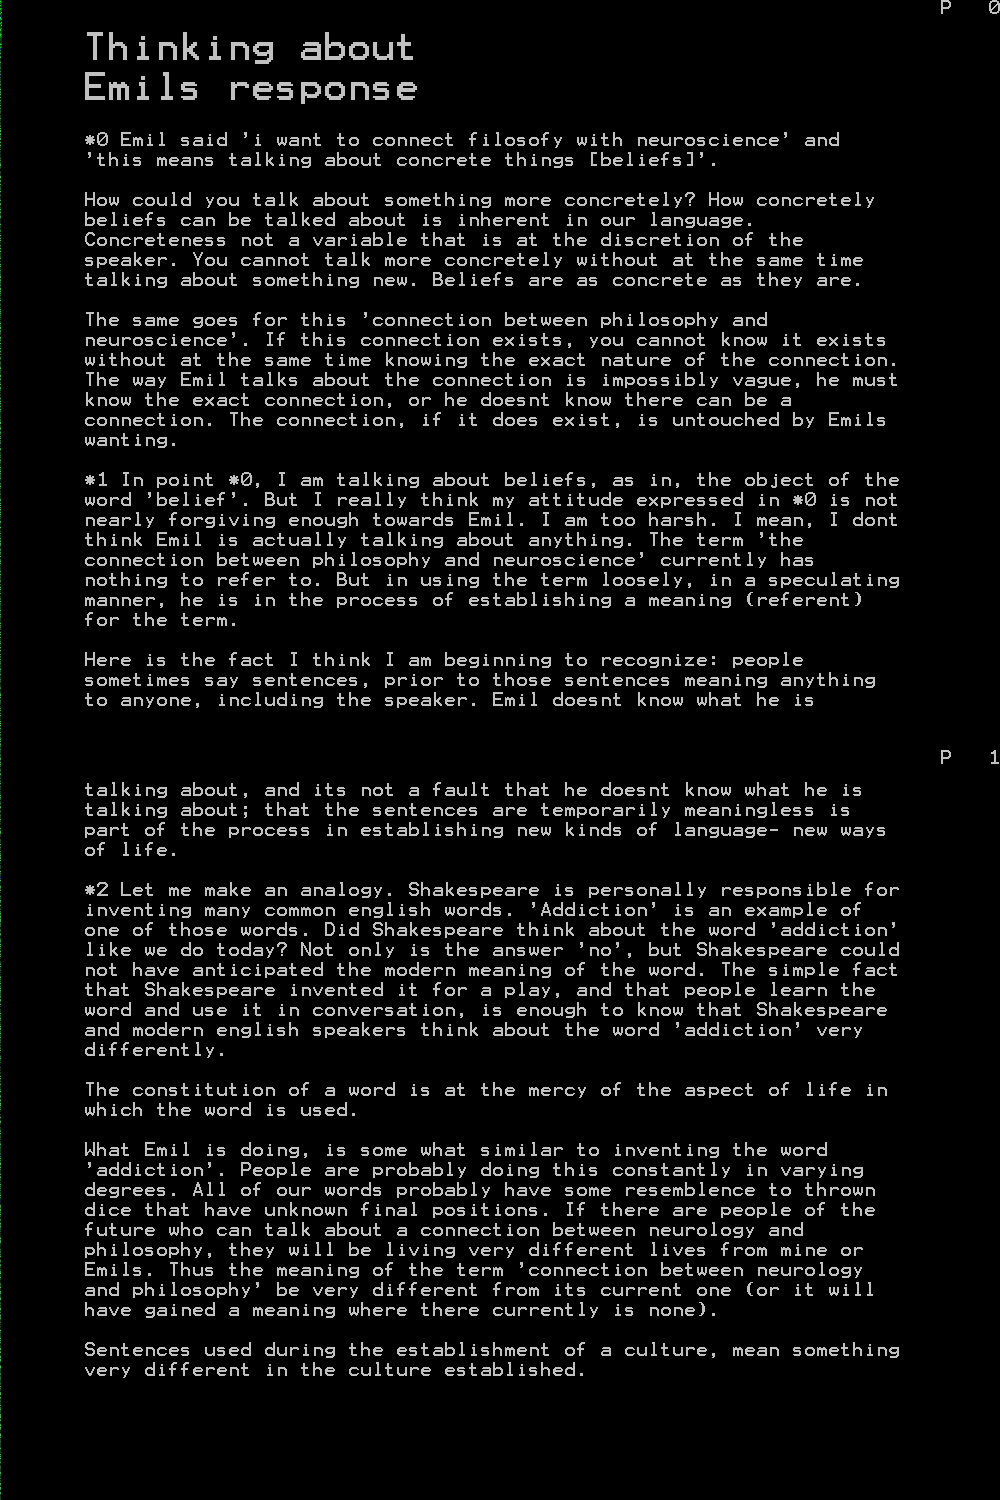 P 0
Thinking about
Emils response
*0 Emil said 'i want to connect filosofy with neuroscience' and
'this means talking about concrete things [beliefs]'.
How could you talk about something more concretely? How concretely
beliefs can be talked about is inherent in our language.
Concreteness not a variable that is at the discretion of the
speaker. You cannot talk more concretely without at the same time
talking about something new. Beliefs are as concrete as they are.
The same goes for this 'connection between philosophy and
neuroscience'. If this connection exists, you cannot know it exists
without at the same time knowing the exact nature of the connection.
The way Emil talks about the connection is impossibly vague, he must
know the exact connection, or he doesnt know there can be a
connection. The connection, if it does exist, is untouched by Emils
wanting.
*1 In point *0, I am talking about beliefs, as in, the object of the
word 'belief'. But I really think my attitude expressed in *0 is not
nearly forgiving enough towards Emil. I am too harsh. I mean, I dont
think Emil is actually talking about anything. The term 'the
connection between philosophy and neuroscience' currently has
nothing to refer to. But in using the term loosely, in a speculating
manner, he is in the process of establishing a meaning (referent)
for the term.
Here is the fact I think I am beginning to recognize: people
sometimes say sentences, prior to those sentences meaning anything
to anyone, including the speaker. Emil doesnt know what he is
P 1
talking about, and its not a fault that he doesnt know what he is
talking about; that the sentences are temporarily meaningless is
part of the process in establishing new kinds of language- new ways
of life.
*2 Let me make an analogy. Shakespeare is personally responsible for
inventing many common english words. 'Addiction' is an example of
one of those words. Did Shakespeare think about the word 'addiction'
like we do today? Not only is the answer 'no', but Shakespeare could
not have anticipated the modern meaning of the word. The simple fact
that Shakespeare invented it for a play, and that people learn the
word and use it in conversation, is enough to know that Shakespeare
and modern english speakers think about the word 'addiction' very
differently.
The constitution of a word is at the mercy of the aspect of life in
which the word is used.
What Emil is doing, is some what similar to inventing the word
'addiction'. People are probably doing this constantly in varying
degrees. All of our words probably have some resemblence to thrown
dice that have unknown final positions. If there are people of the
future who can talk about a connection between neurology and
philosophy, they will be living very different lives from mine or
Emils. Thus the meaning of the term 'connection between neurology
and philosophy' be very different from its current one (or it will
have gained a meaning where there currently is none).
Sentences used during the establishment of a culture, mean something
very different in the culture established.